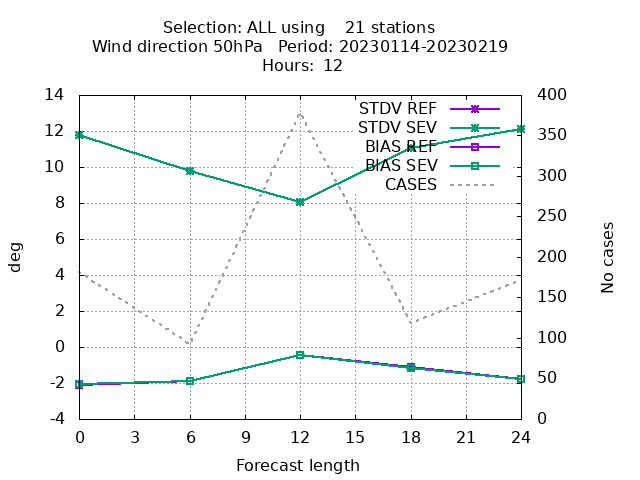 Selection: ALL using    21 stations
Wind direction 50hPa   Period: 20230114-20230219
Hours:  12
14
12
10
8
6
4
2
0
-2
-4
deg
STDV REF
STDV SEV
BIAS REF
BIAS SEV
CASES
400
350
300
250
200
150
100
50
0
No cases
0 3 6 9 12 15 18 21 24
Forecast length